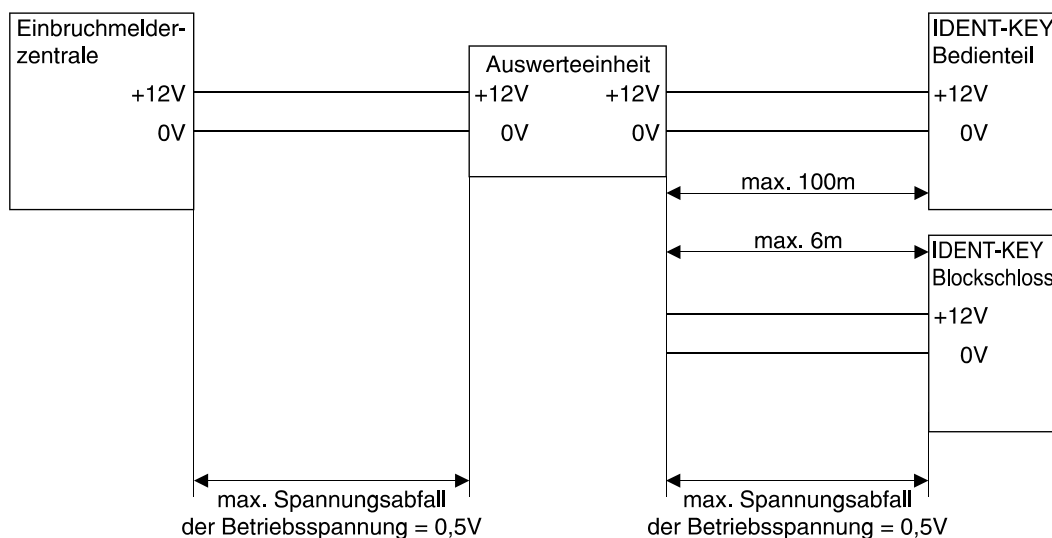 Einbruchmelder-
zentrale
+12V
0V
Auswerteeinheit
+12V +12V
0V 0V
IDENT-KEY
Bedienteil
+12V
0V
max. 100m
max. 6m
IDENT-KEY
Blockschloss
+12V
0V
max. Spannungsabfall
der Betriebsspannung = 0,5V
max. Spannungsabfall
der Betriebsspannung = 0,5V